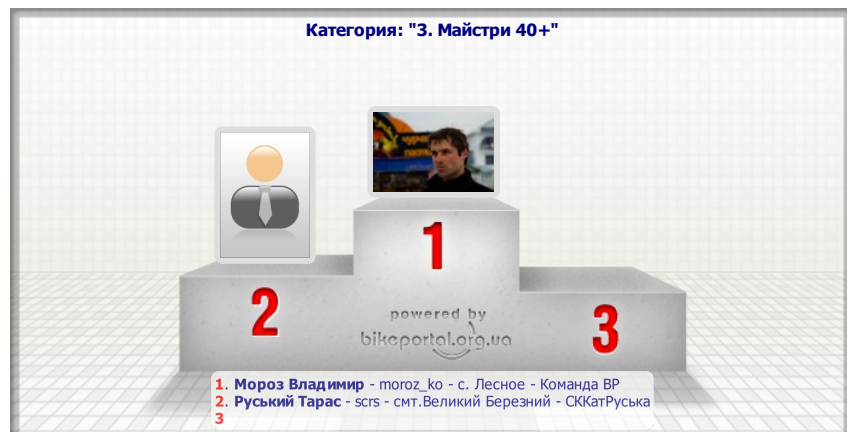 Категория: "3. Майстри 40+"
1
2
3
powered by
bikeportal.org.ua
1. Мороз Владимир - moroz_ko - с. Лесное - Команда ВР
2. Руський Тарас - scrs - смт.Великий Березний - СККатРуська
3